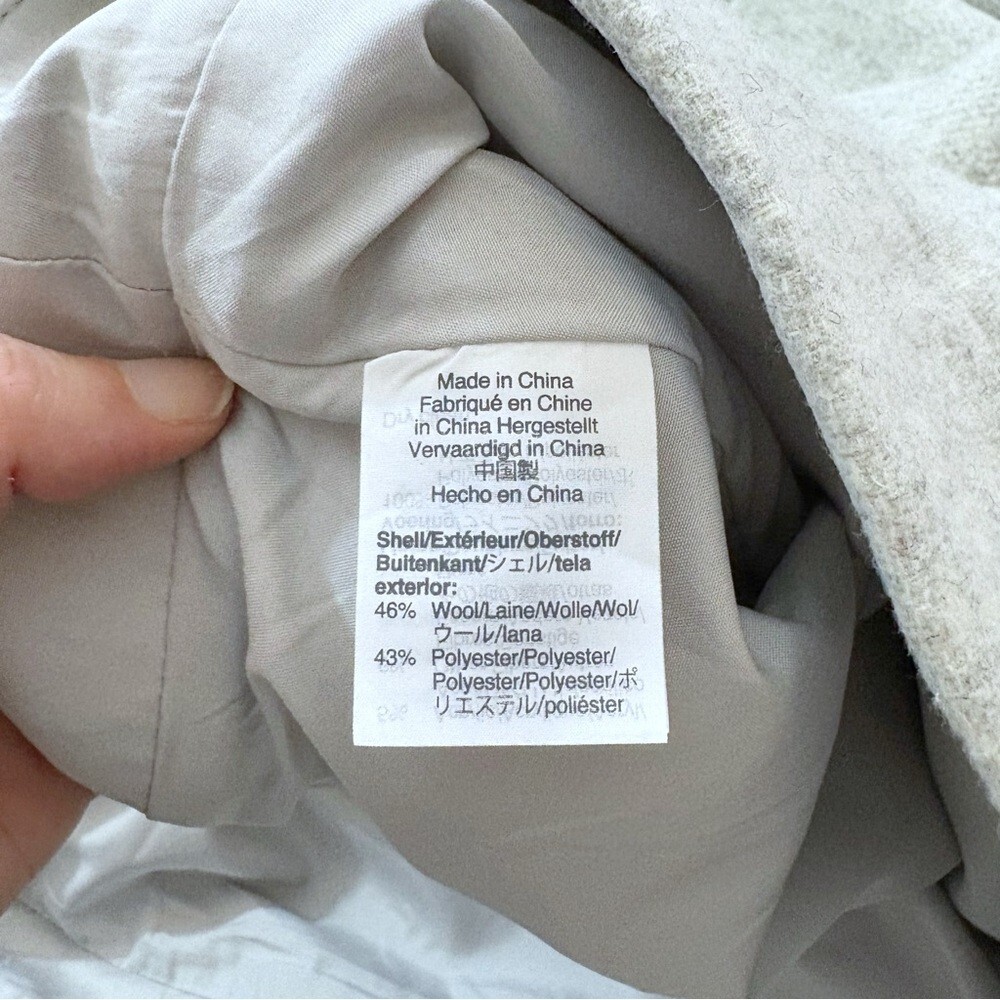 Made in China
Fabriqué en Chine
in China Hergestellt
Vervaardigd in China
中国製
Hecho en China
Shell/Extérieur/Oberstoff/
Buitenkant/シェル/tela
exterior:
46% Wool/Laine/Wolle/Wol/
ウール/lana
43% Polyester/Polyester/
Polyester/Polyester/ポ
リエステル/poliéster